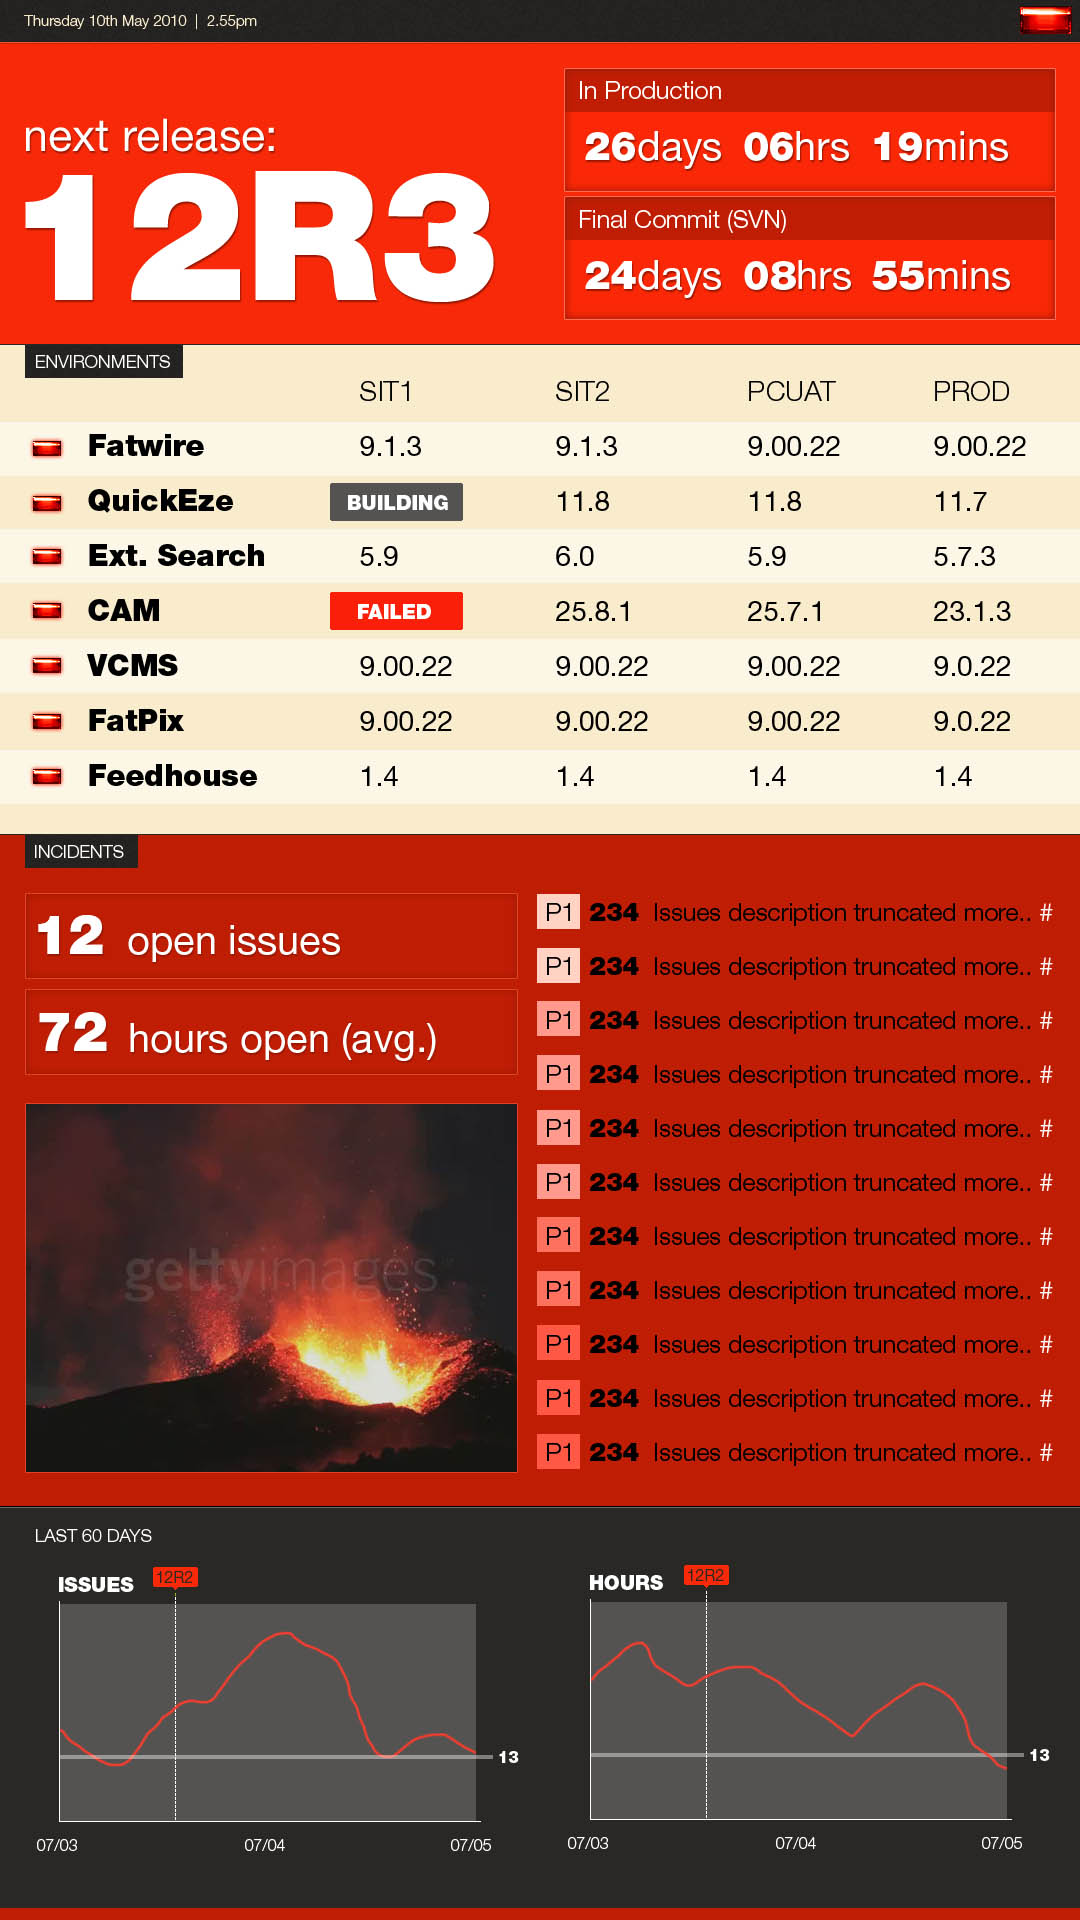 Thursday 10th May 2010 | 2.55pm
next release:
12R3
In Production
26days 06hrs 19mins
Final Commit (SVN)
24days 08hrs 55mins
ENVIRONMENTS
SIT1 SIT2 PCUAT PROD
Fatwire 9.1.3 9.1.3 9.00.22 9.00.22
QuickEze BUILDING 11.8 11.8 11.7
Ext. Search 5.9 6.0 5.9 5.7.3
CAM FAILED 25.8.1 25.7.1 23.1.3
VCMS 9.00.22 9.00.22 9.00.22 9.0.22
FatPix 9.00.22 9.00.22 9.00.22 9.0.22
Feedhouse 1.4 1.4 1.4 1.4
INCIDENTS
12 open issues
72 hours open (avg.)
gettyimages
P1 234 Issues description truncated more.. #
P1 234 Issues description truncated more.. #
P1 234 Issues description truncated more.. #
P1 234 Issues description truncated more.. #
P1 234 Issues description truncated more.. #
P1 234 Issues description truncated more.. #
P1 234 Issues description truncated more.. #
P1 234 Issues description truncated more.. #
P1 234 Issues description truncated more.. #
P1 234 Issues description truncated more.. #
P1 234 Issues description truncated more.. #
LAST 60 DAYS
ISSUES 12R2
13
07/03 07/04 07/05
HOURS 12R2
13
07/03 07/04 07/05